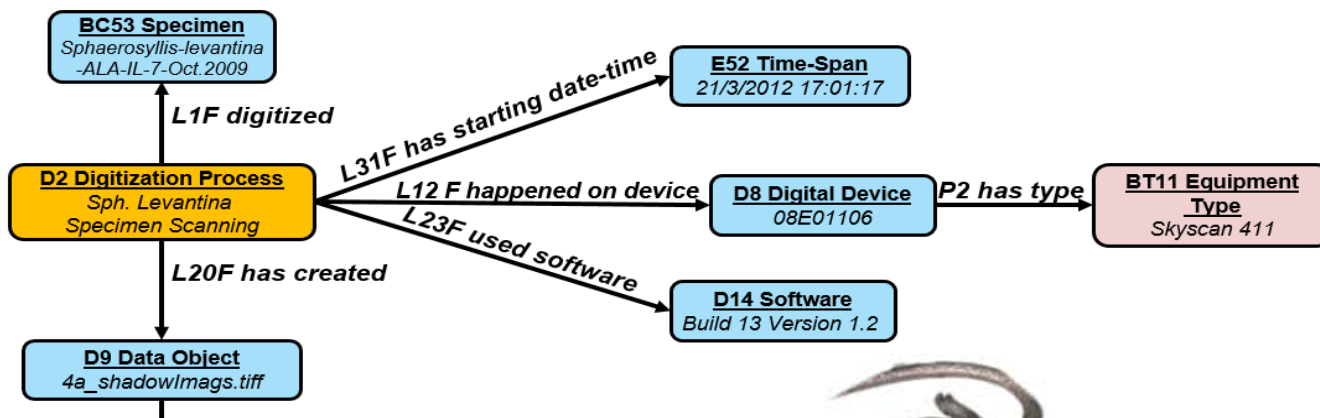 BC53 Specimen
Sphaerosyllis-levantina
-ALA-IL-7-Oct.2009
L1F digitized
L31F has starting date-time
E52 Time-Span
21/3/2012 17:01:17
D2 Digitization Process
Sph. Levantina
Specimen Scanning
L12 F happened on device
D8 Digital Device
08E01106
P2 has type
BT11 Equipment
Type
Skyscan 411
L23F used software
D14 Software
Build 13 Version 1.2
L20F has created
D9 Data Object
4a_shadowImags.tiff